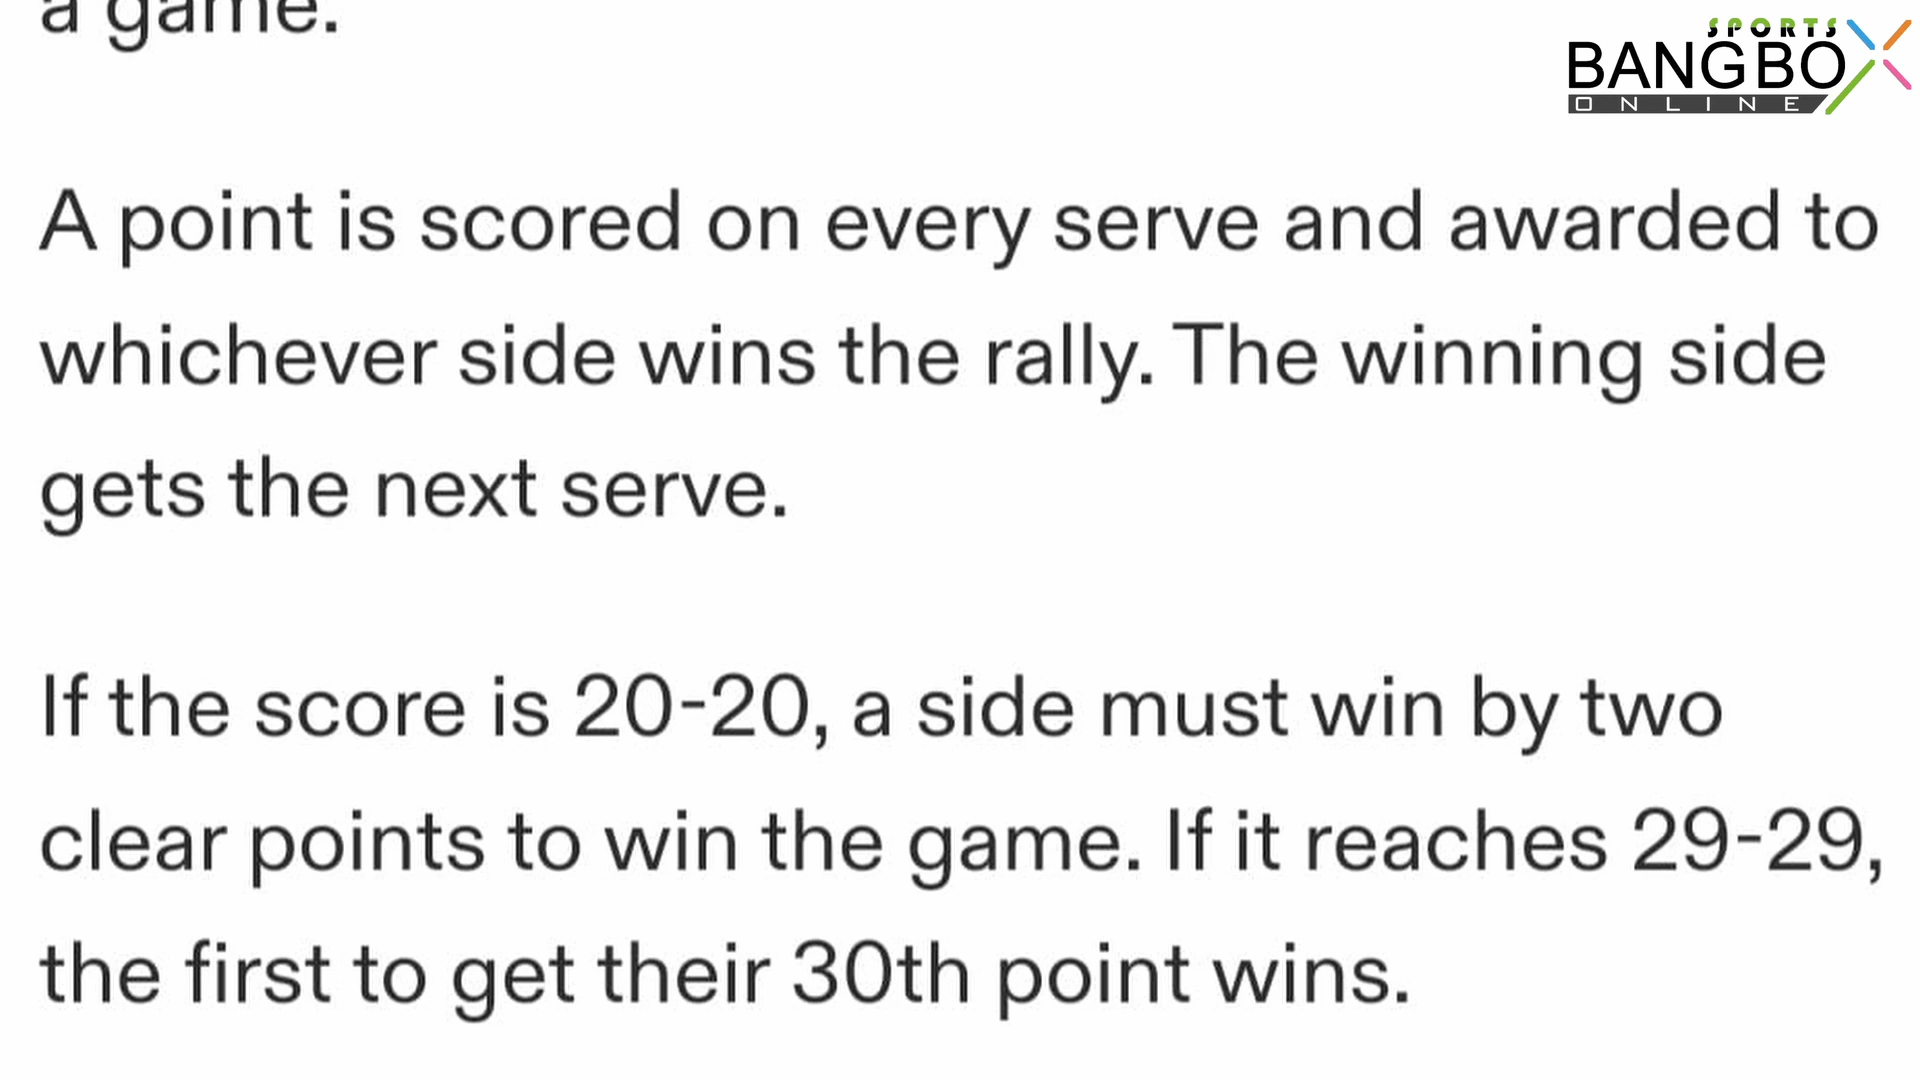 a game.
SPORTS
BANGBOX
ONLINE
A point is scored on every serve and awarded to
whichever side wins the rally. The winning side
gets the next serve.
If the score is 20-20, a side must win by two
clear points to win the game. If it reaches 29-29,
the first to get their 30th point wins.